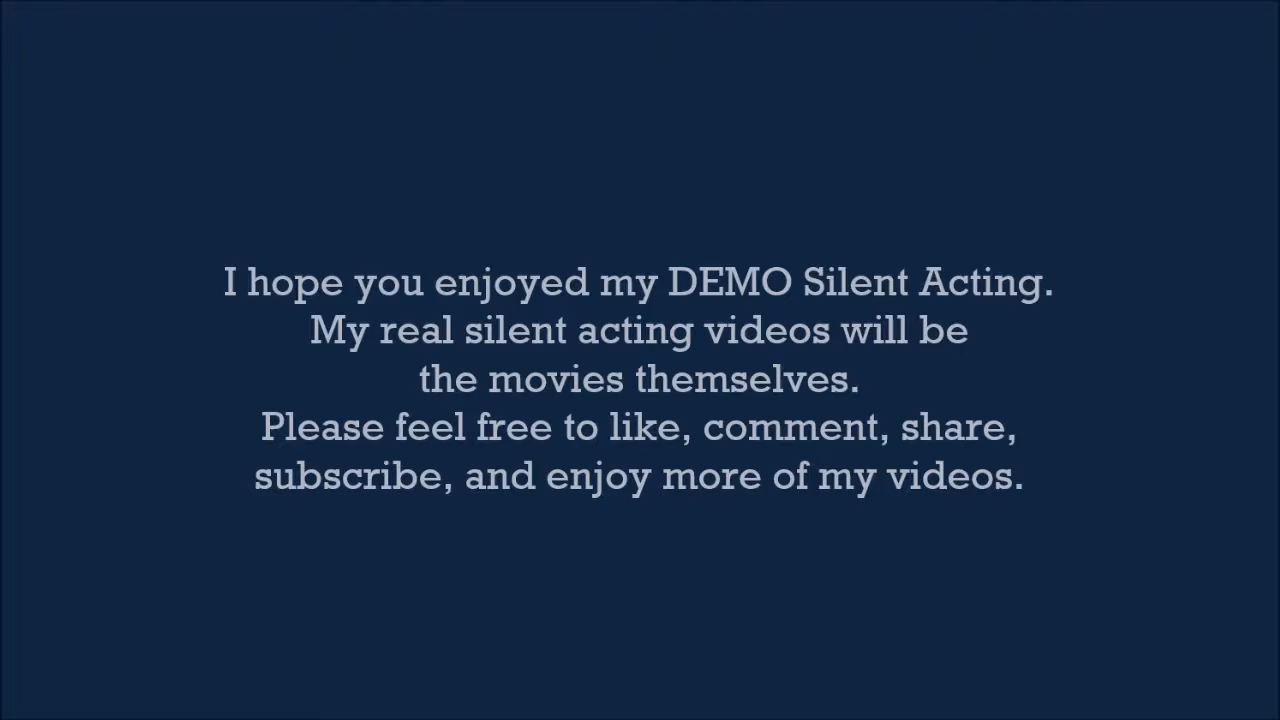 I hope you enjoyed my DEMO Silent Acting.
My real silent acting videos will be
the movies themselves.
Please feel free to like, comment, share,
subscribe, and enjoy more of my videos.